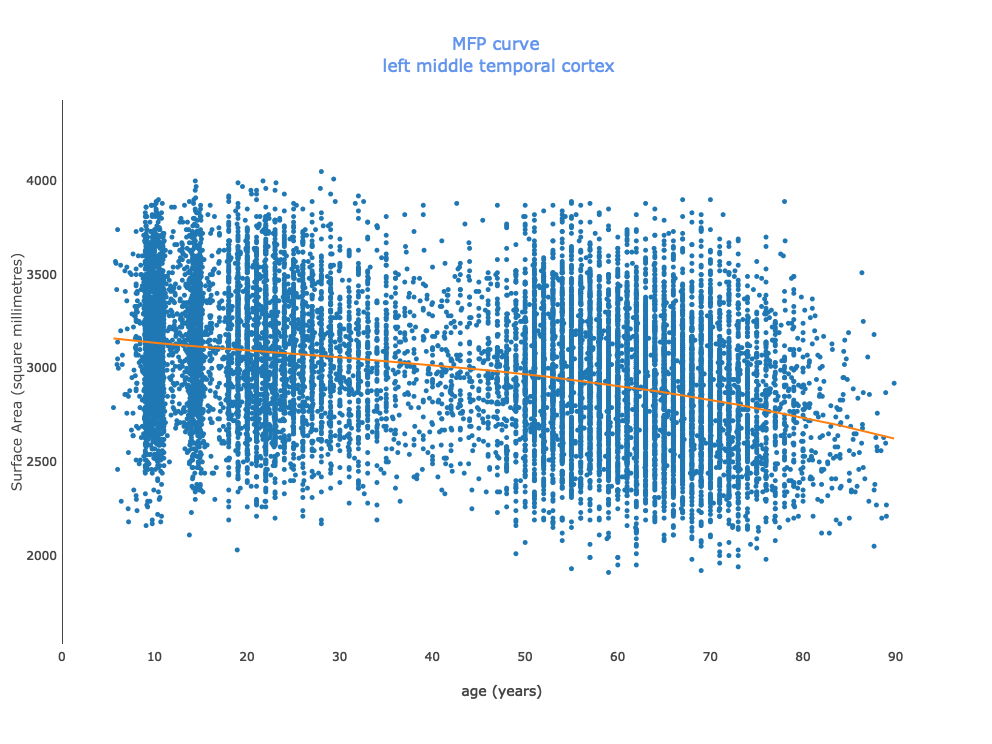 MFP curve
left middle temporal cortex
Surface Area (square millimetres)
4000
3500
3000
2500
2000
0 10 20 30 40 50 60 70 80 90
age (years)